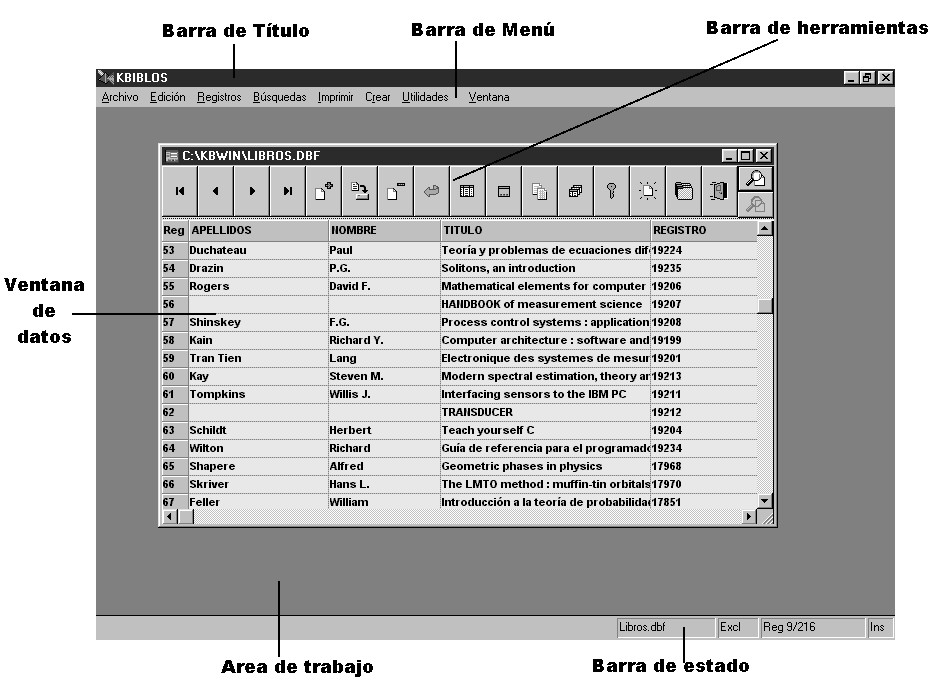 Barra de Título
Barra de Menú
Barra de herramientas
KBIBLOS
Archivo Edición Registros Búsquedas Imprimir Crear Utilidades Ventana
C:\KBWIN\LIBROS.DBF
Reg APELLIDOS NOMBRE TITULO REGISTRO
53 Duchateau Paul Teoría y problemas de ecuaciones dif 19224
54 Drazin P.G. Solitons, an introduction 19235
55 Rogers David F. Mathematical elements for computer 19206
56 HANDBOOK of measurement science 19207
57 Shinskey F.G. Process control systems : application 19208
58 Kain Richard Y. Computer architecture : software and 19199
59 Tran Tien Lang Electronique des systemes de mesur 19201
60 Kay Steven M. Modern spectral estimation, theory ar 19213
61 Tompkins Willis J. Interfacing sensors to the IBM PC 19211
62 TRANSDUCER 19212
63 Schildt Herbert Teach yourself C 19204
64 Wilton Richard Guía de referencia para el programado 19234
65 Shapere Alfred Geometric phases in physics 17968
66 Skriver Hans L. The LMTO method : muffin-tin orbitals 17970
67 Feller William Introducción a la teoría de probabilida 17851
Ventana
de
datos
Libros.dbf Excl Reg 9/216 Ins
Area de trabajo
Barra de estado